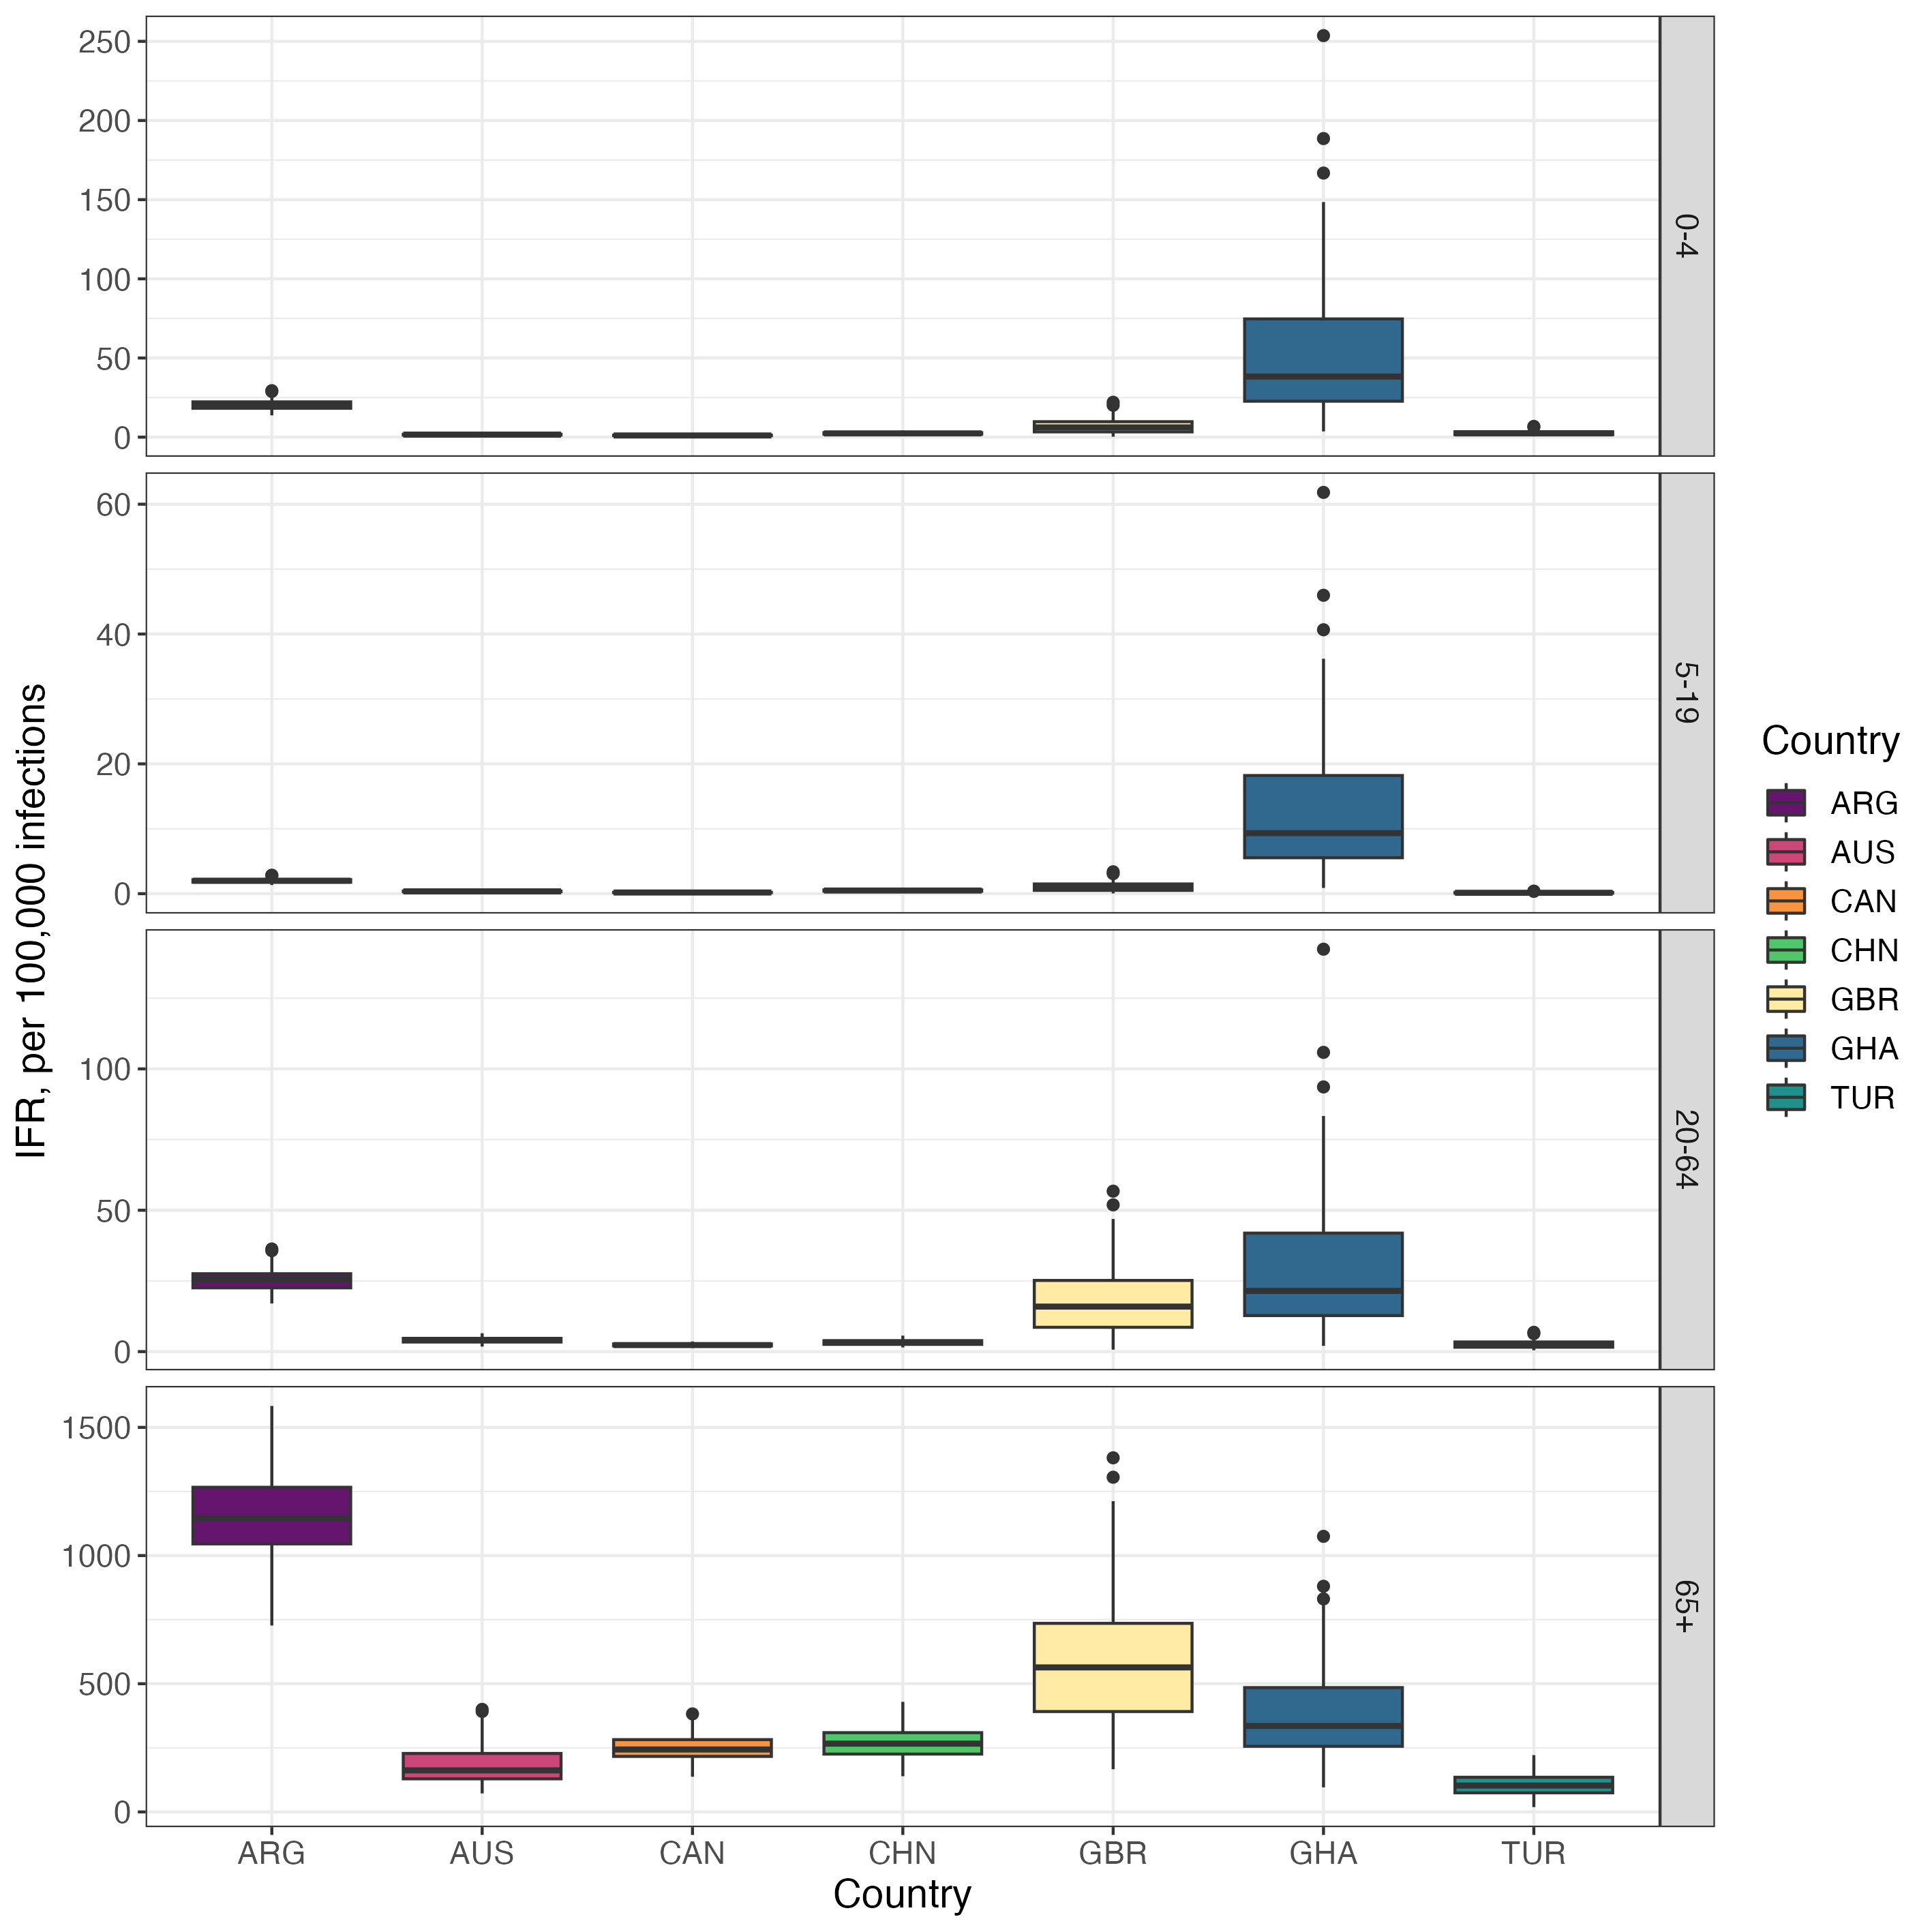 IFR, per 100,000 infections
250
200
150
100
50
0
0-4
60
40
20
0
5-19
100
50
0
20-64
1500
1000
500
0
65+
ARG AUS CAN CHN GBR GHA TUR
Country
Country
ARG
AUS
CAN
CHN
GBR
GHA
TUR